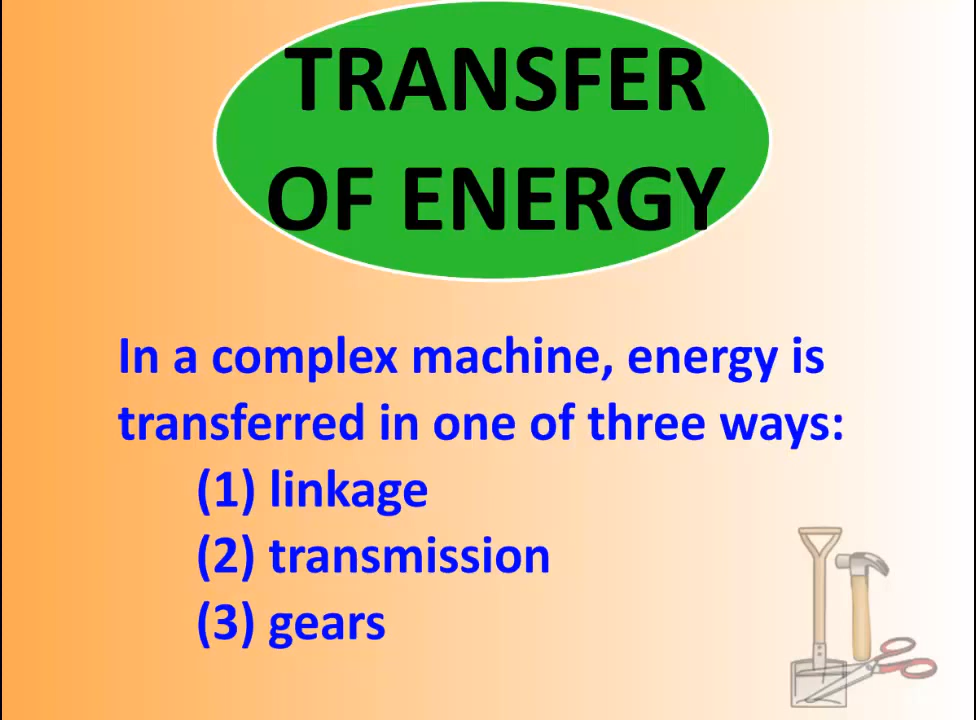 TRANSFER
OF ENERGY
In a complex machine, energy is
transferred in one of three ways:
(1) linkage
(2) transmission
(3) gears